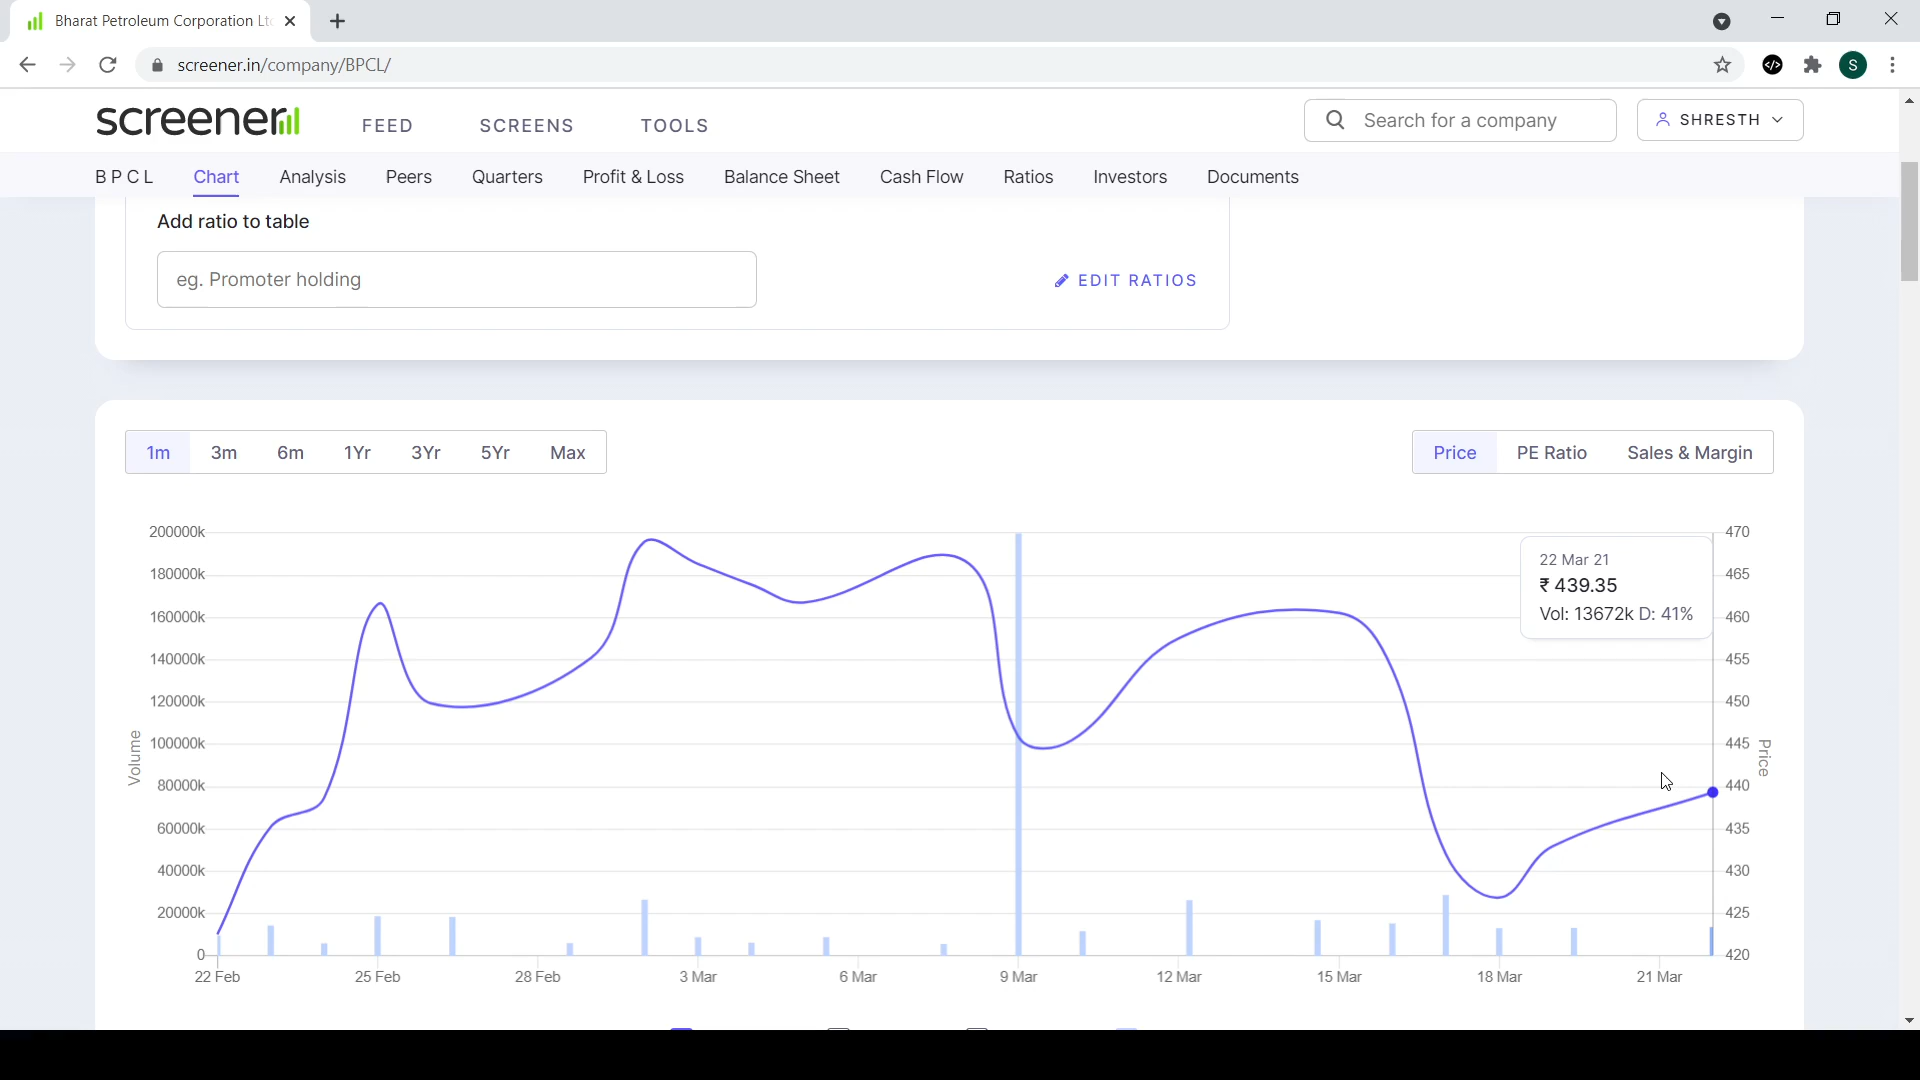 Bharat Petroleum Corporation Lt
screener.in/company/BPCL/
S
screener
FEED
SCREENS
TOOLS
Search for a company
SHRESTH
B P C L
Chart
Analysis
Peers
Quarters
Profit & Loss
Balance Sheet
Cash Flow
Ratios
Investors
Documents
Add ratio to table
eg. Promoter holding
EDIT RATIOS
1m
3m
6m
1Yr
3Yr
5Yr
Max
Price
PE Ratio
Sales & Margin
200000k
180000k
160000k
140000k
120000k
100000k
80000k
60000k
40000k
20000k
0
Volume
22 Mar 21
₹ 439.35
Vol: 13672k D: 41%
470
465
460
455
450
445
440
435
430
425
420
Price
22 Feb
25 Feb
28 Feb
3 Mar
6 Mar
9 Mar
12 Mar
15 Mar
18 Mar
21 Mar